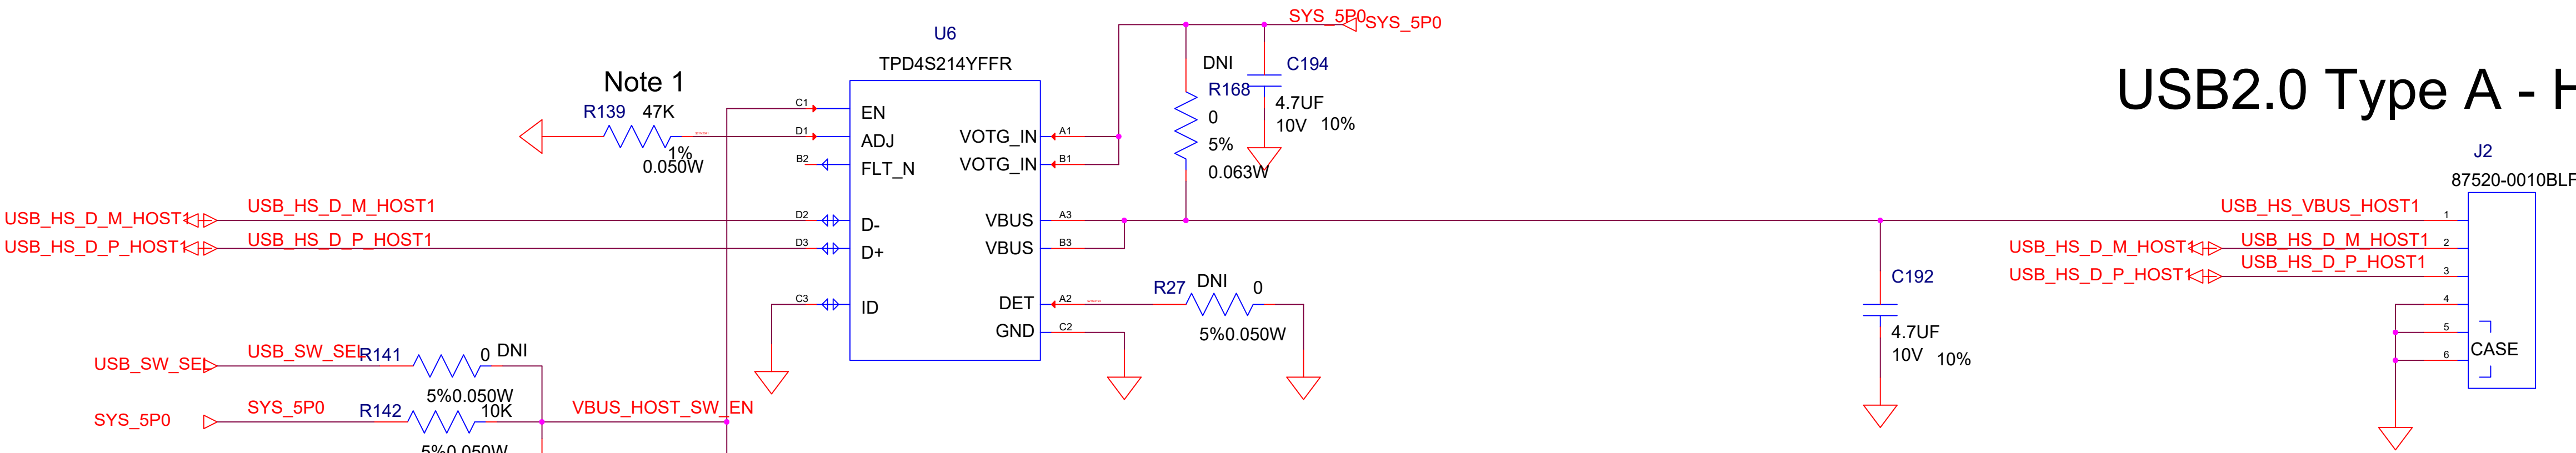 SYS_5P0 SYS_5P0
U6
TPD4S214YFFR
Note 1
R139 47K
1%
0.050W
C1 EN
D1 ADJ
B2 FLT_N
VOTG_IN A1
VOTG_IN B1
DNI
R168
0
5%
0.063W
C194
4.7UF
10V 10%
USB2.0 Type A - H
J2
87520-0010BLF
USB_HS_D_M_HOST1 USB_HS_D_M_HOST1 D2 D-
USB_HS_D_P_HOST1 USB_HS_D_P_HOST1 D3 D+
VBUS A3
VBUS B3
USB_HS_VBUS_HOST1 1
USB_HS_D_M_HOST1 USB_HS_D_M_HOST1 2
USB_HS_D_P_HOST1 USB_HS_D_P_HOST1 3
4
5
6
CASE
C3 ID
DET A2
GND C2
R27 DNI 0
5%0.050W
C192
4.7UF
10V 10%
USB_SW_SEL USB_SW_SEL R141 0 DNI
5%0.050W
SYS_5P0 SYS_5P0 R142 10K
VBUS_HOST_SW_EN
5%0.050W